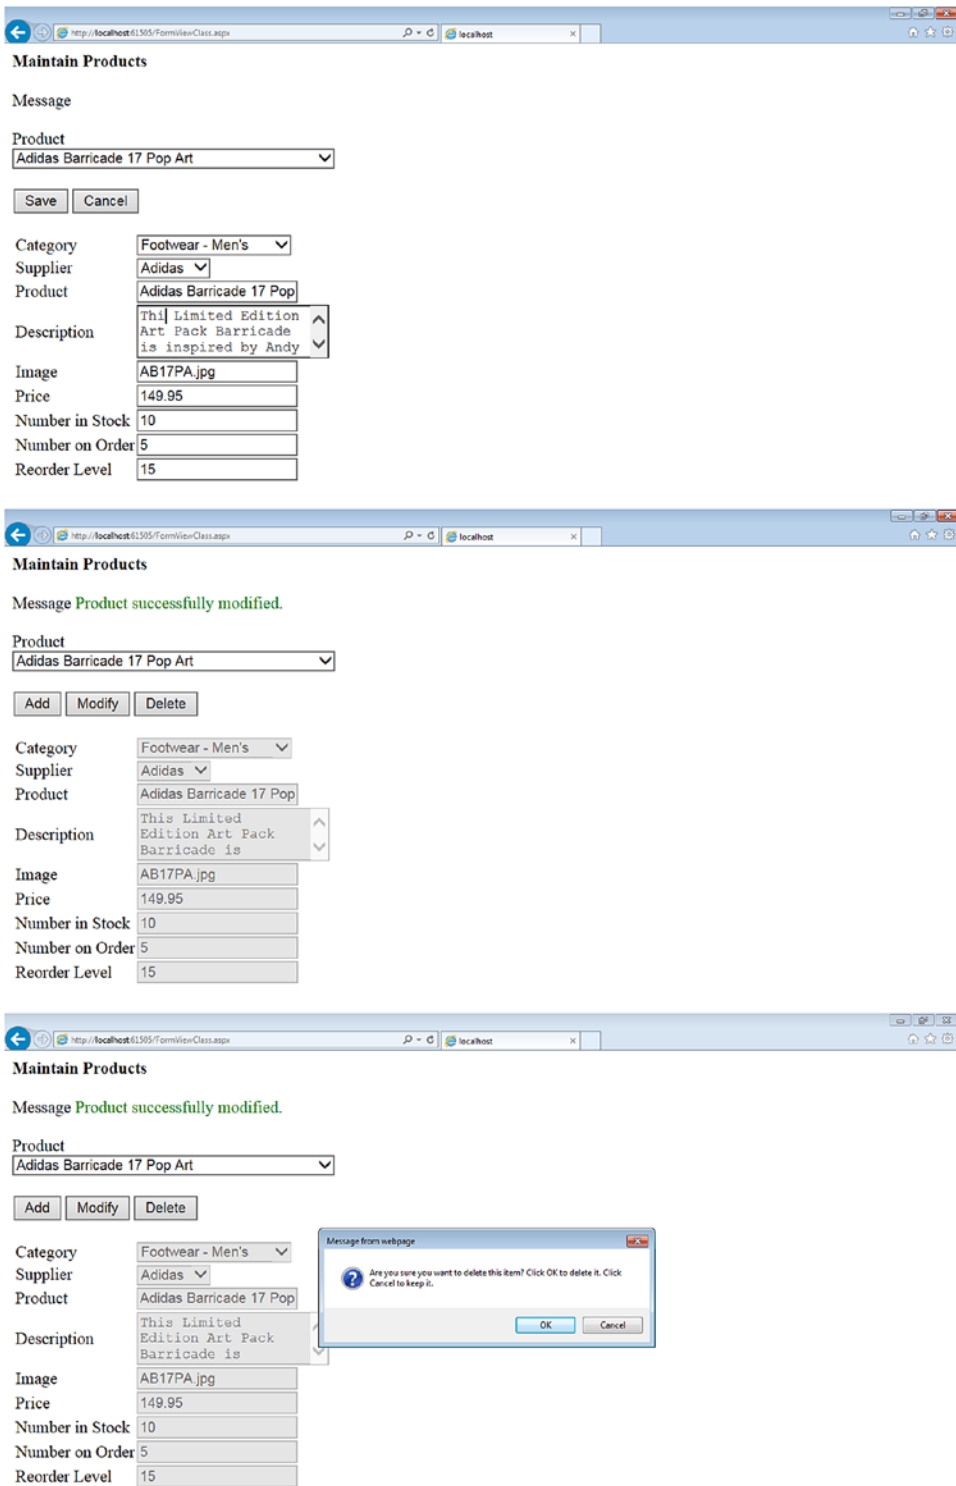 http://localhost:61505/FormViewClass.aspx
localhost
Maintain Products
Message
Product
Adidas Barricade 17 Pop Art
Save Cancel
Category Footwear - Men's
Supplier Adidas
Product Adidas Barricade 17 Pop
Description Thi Limited Edition
Art Pack Barricade
is inspired by Andy
Image AB17PA.jpg
Price 149.95
Number in Stock 10
Number on Order 5
Reorder Level 15
http://localhost:61505/FormViewClass.aspx
localhost
Maintain Products
Message Product successfully modified.
Product
Adidas Barricade 17 Pop Art
Add Modify Delete
Category Footwear - Men's
Supplier Adidas
Product Adidas Barricade 17 Pop
Description This Limited
Edition Art Pack
Barricade is
Image AB17PA.jpg
Price 149.95
Number in Stock 10
Number on Order 5
Reorder Level 15
http://localhost:61505/FormViewClass.aspx
localhost
Maintain Products
Message Product successfully modified.
Product
Adidas Barricade 17 Pop Art
Add Modify Delete
Category Footwear - Men's
Supplier Adidas
Product Adidas Barricade 17 Pop
Description This Limited
Edition Art Pack
Barricade is
Image AB17PA.jpg
Price 149.95
Number in Stock 10
Number on Order 5
Reorder Level 15
Message from webpage
Are you sure you want to delete this item? Click OK to delete it. Click
Cancel to keep it.
OK Cancel